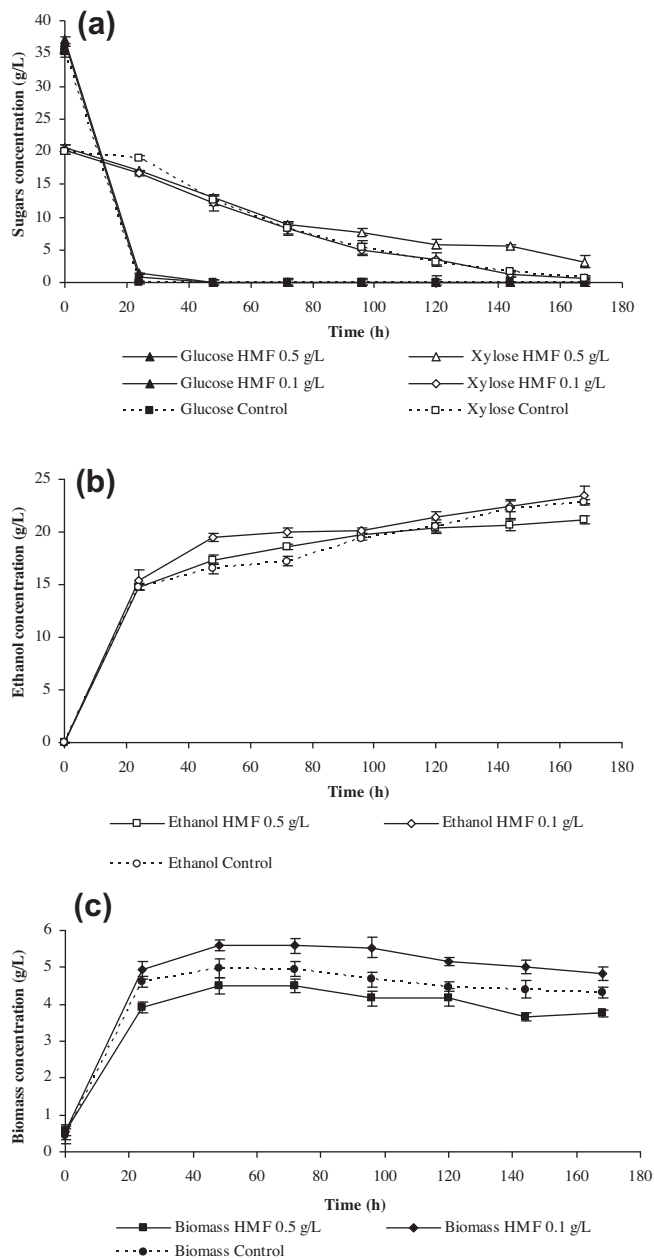 (a)
Sugars concentration (g/L)
40
35
30
25
20
15
10
5
0
0 20 40 60 80 100 120 140 160 180
Time (h)
Glucose HMF 0.5 g/L Xylose HMF 0.5 g/L
Glucose HMF 0.1 g/L Xylose HMF 0.1 g/L
Glucose Control Xylose Control
(b)
Ethanol concentration (g/L)
25
20
15
10
5
0
0 20 40 60 80 100 120 140 160 180
Time (h)
Ethanol HMF 0.5 g/L Ethanol HMF 0.1 g/L
Ethanol Control
(c)
Biomass concentration (g/L)
6
5
4
3
2
1
0
0 20 40 60 80 100 120 140 160 180
Time (h)
Biomass HMF 0.5 g/L Biomass HMF 0.1 g/L
Biomass Control